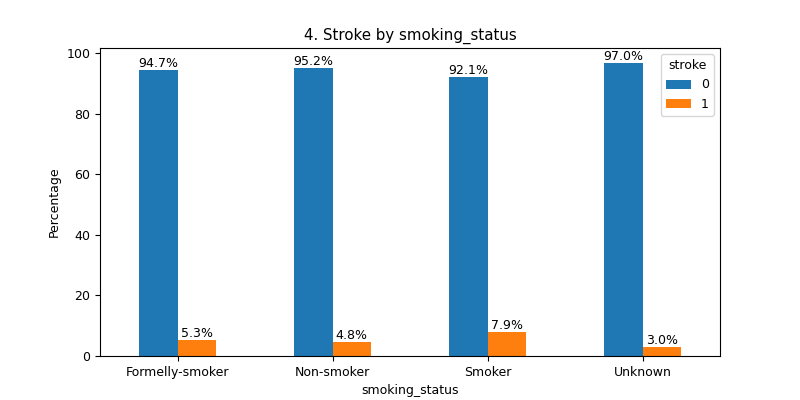 4. Stroke by smoking_status
100
80
60
40
20
0
Percentage
94.7%
5.3%
95.2%
4.8%
92.1%
7.9%
97.0%
3.0%
stroke
0
1
Formelly-smoker
Non-smoker
Smoker
Unknown
smoking_status